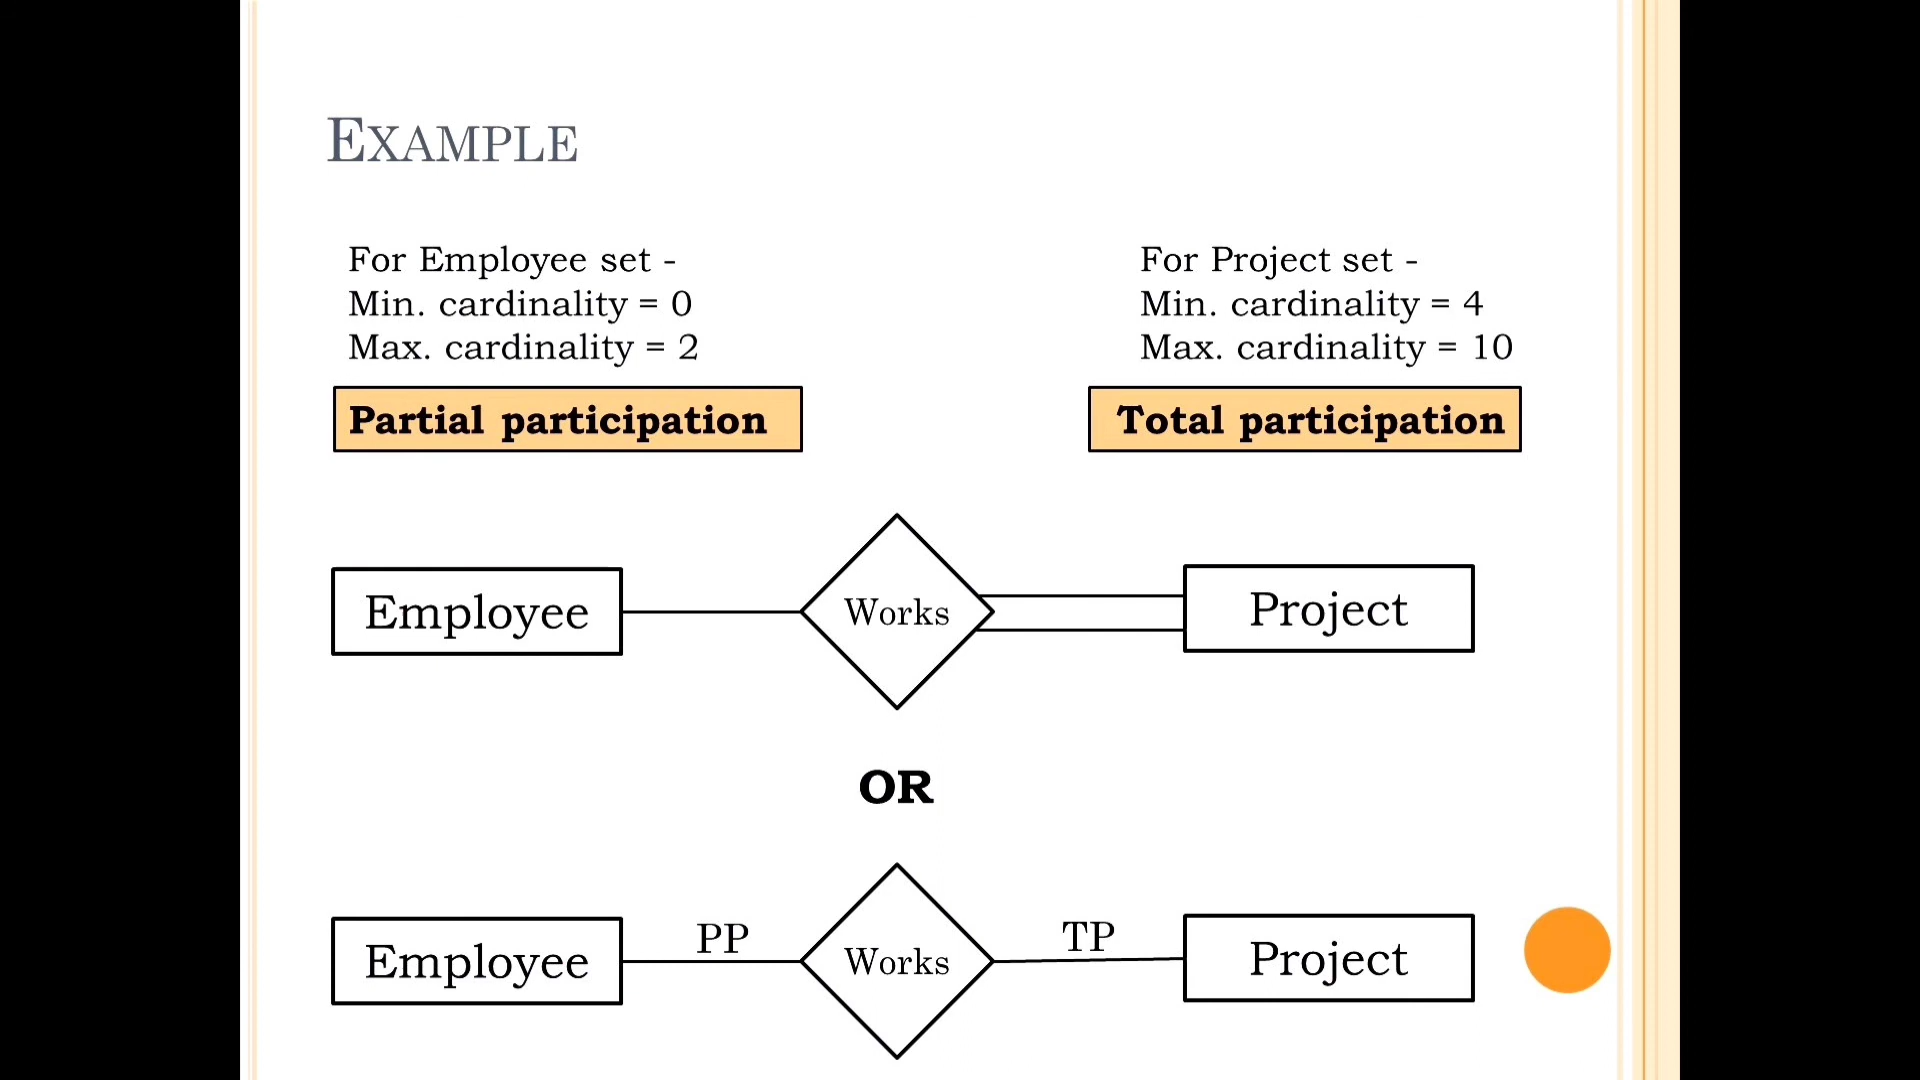 EXAMPLE
For Employee set -
Min. cardinality = 0
Max. cardinality = 2
Partial participation
For Project set -
Min. cardinality = 4
Max. cardinality = 10
Total participation
Employee
Works
Project
OR
Employee
PP
Works
TP
Project